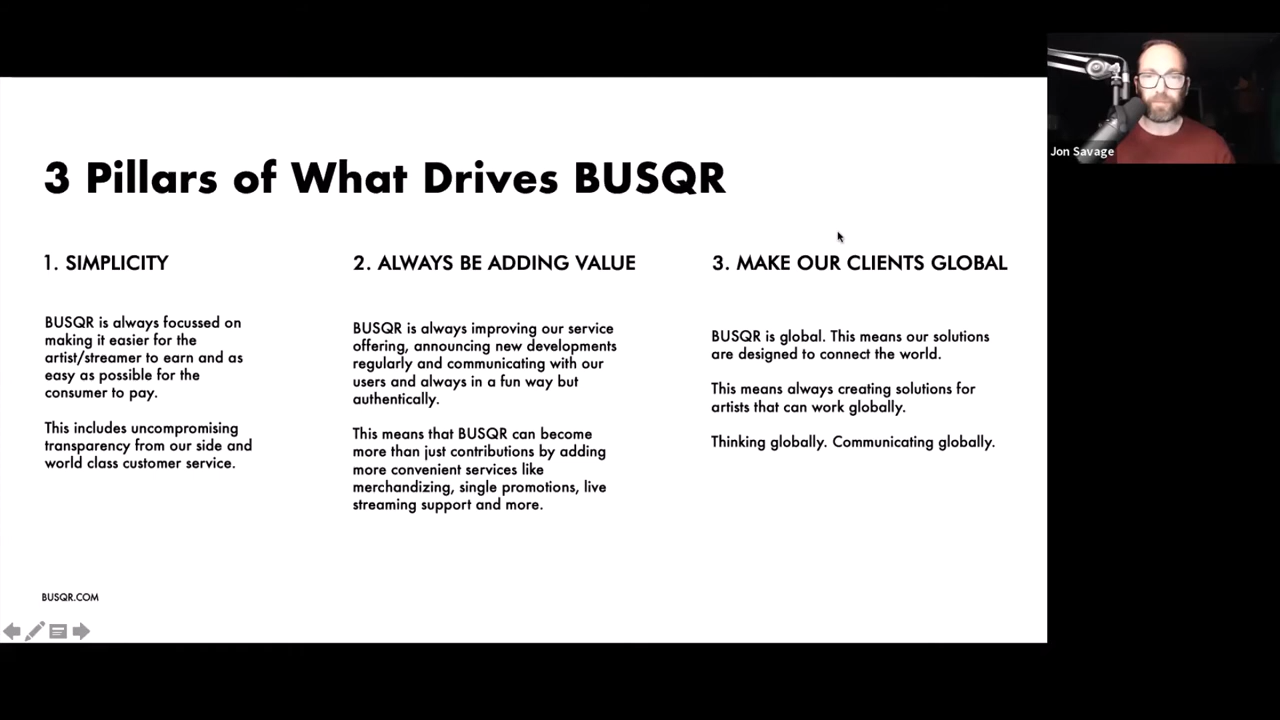 3 Pillars of What Drives BUSQR
1. SIMPLICITY
BUSQR is always focussed on
making it easier for the
artist/streamer to earn and as
easy as possible for the
consumer to pay.
This includes uncompromising
transparency from our side and
world class customer service.
2. ALWAYS BE ADDING VALUE
BUSQR is always improving our service
offering, announcing new developments
regularly and communicating with our
users and always in a fun way but
authentically.
This means that BUSQR can become
more than just contributions by adding
more convenient services like
merchandizing, single promotions, live
streaming support and more.
3. MAKE OUR CLIENTS GLOBAL
BUSQR is global. This means our solutions
are designed to connect the world.
This means always creating solutions for
artists that can work globally.
Thinking globally. Communicating globally.
BUSQR.COM
Jon Savage